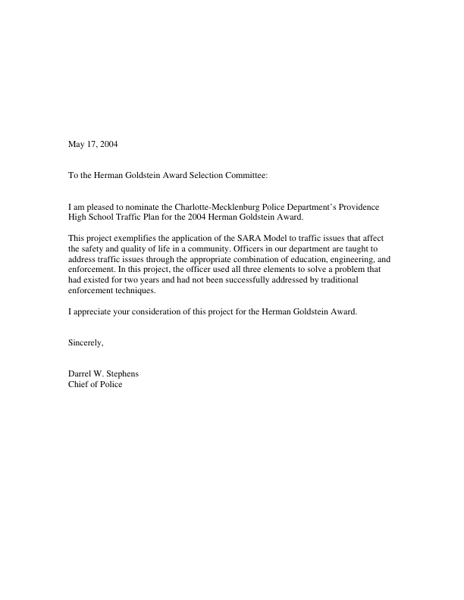 May 17, 2004
To the Herman Goldstein Award Selection Committee:
I am pleased to nominate the Charlotte-Mecklenburg Police Department's Providence
High School Traffic Plan for the 2004 Herman Goldstein Award.
This project exemplifies the application of the SARA Model to traffic issues that affect
the safety and quality of life in a community. Officers in our department are taught to
address traffic issues through the appropriate combination of education, engineering, and
enforcement. In this project, the officer used all three elements to solve a problem that
had existed for two years and had not been successfully addressed by traditional
enforcement techniques.
I appreciate your consideration of this project for the Herman Goldstein Award.
Sincerely,
Darrel W. Stephens
Chief of Police